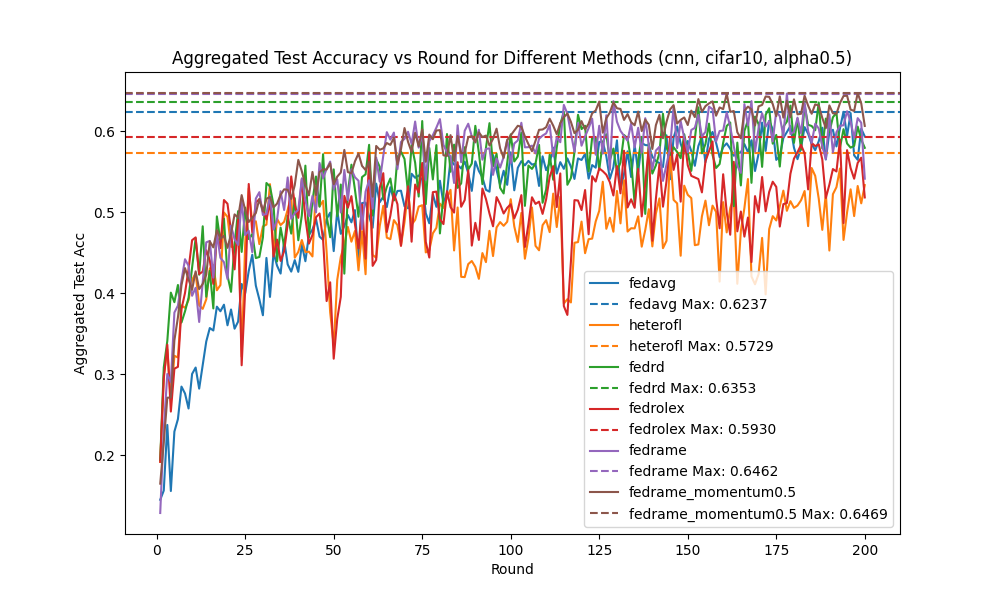 Aggregated Test Accuracy vs Round for Different Methods (cnn, cifar10, alpha0.5)
Aggregated Test Acc
0.6
0.5
0.4
0.3
0.2
fedavg
fedavg Max: 0.6237
heterofl
heterofl Max: 0.5729
fedrd
fedrd Max: 0.6353
fedrolex
fedrolex Max: 0.5930
fedrame
fedrame Max: 0.6462
fedrame_momentum0.5
fedrame_momentum0.5 Max: 0.6469
0 25 50 75 100 125 150 175 200
Round